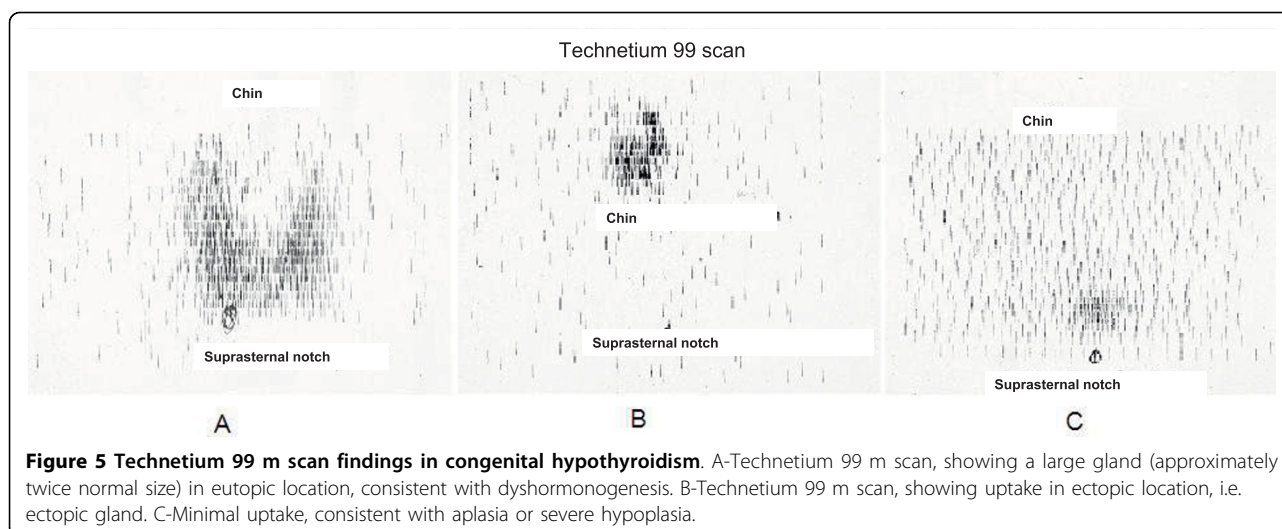 Technetium 99 scan
Chin
Suprasternal notch
A
Chin
Suprasternal notch
B
Chin
Suprasternal notch
C
Figure 5 Technetium 99 m scan findings in congenital hypothyroidism. A-Technetium 99 m scan, showing a large gland (approximately
twice normal size) in eutopic location, consistent with dyshormonogenesis. B-Technetium 99 m scan, showing uptake in ectopic location, i.e.
ectopic gland. C-Minimal uptake, consistent with aplasia or severe hypoplasia.